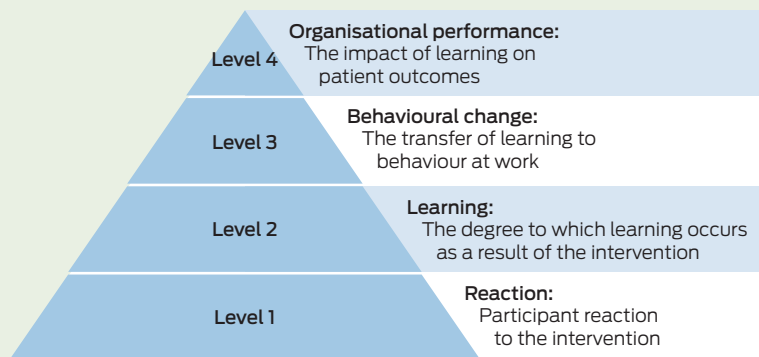 Organisational performance:
Level 4
The impact of learning on
patient outcomes
Behavioural change:
Level 3
The transfer of learning to
behaviour at work
Learning:
Level 2
The degree to which learning occurs
as a result of the intervention
Reaction:
Level 1
Participant reaction
to the intervention